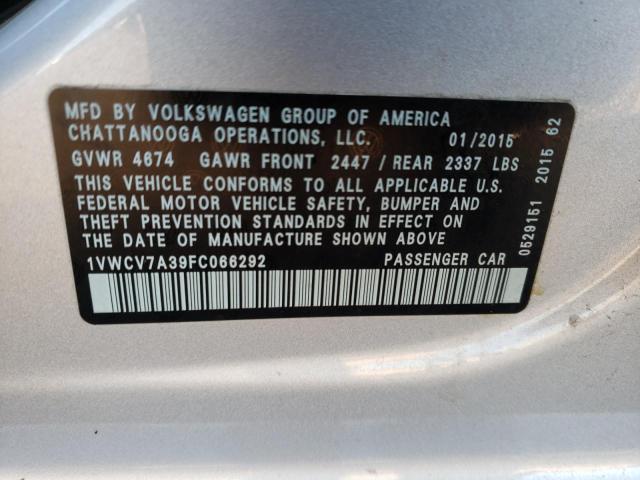 MFD BY VOLKSWAGEN GROUP OF AMERICA
CHATTANOOGA OPERATIONS, LLC. 01/2015
GVWR 4674 GAWR FRONT 2447 / REAR 2337 LBS
THIS VEHICLE CONFORMS TO ALL APPLICABLE U.S.
FEDERAL MOTOR VEHICLE SAFETY, BUMPER AND
THEFT PREVENTION STANDARDS IN EFFECT ON
THE DATE OF MANUFACTURE SHOWN ABOVE
1VWCV7A39FC066292 PASSENGER CAR
0529151 2015 62